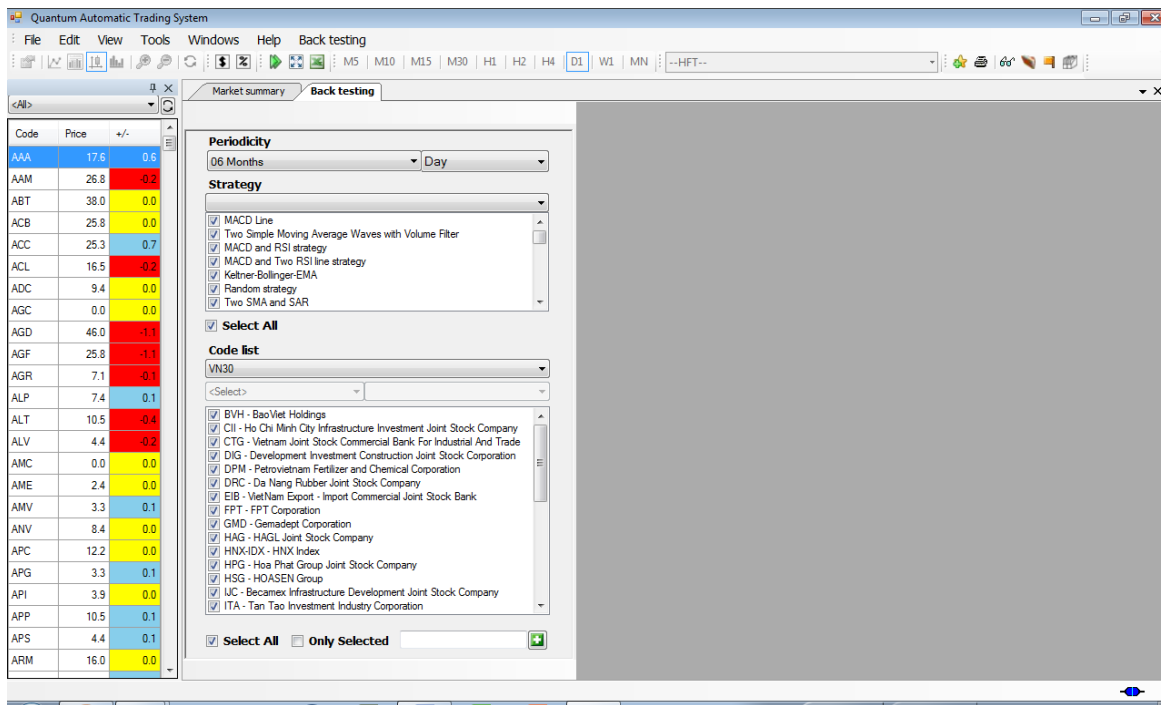 Quantum Automatic Trading System
File Edit View Tools Windows Help Back testing
M5 M10 M15 M30 H1 H2 H4 D1 W1 MN --HFT--
<All>
Market summary Back testing
Code Price +/-
AAA 17.6 0.6
AAM 26.8 -0.2
ABT 38.0 0.0
ACB 25.8 0.0
ACC 25.3 0.7
ACL 16.5 -0.2
ADC 9.4 0.0
AGC 0.0 0.0
AGD 46.0 -1.1
AGF 25.8 -1.1
AGR 7.1 -0.1
ALP 7.4 0.1
ALT 10.5 -0.4
ALV 4.4 -0.2
AMC 0.0 0.0
AME 2.4 0.0
AMV 3.3 0.1
ANV 8.4 0.0
APC 12.2 0.0
APG 3.3 0.1
API 3.9 0.0
APP 10.5 0.1
APS 4.4 0.1
ARM 16.0 0.0
Periodicity
06 Months Day
Strategy
MACD Line
Two Simple Moving Average Waves with Volume Filter
MACD and RSI strategy
MACD and Two RSI line strategy
Keltner-Bollinger-EMA
Random strategy
Two SMA and SAR
Select All
Code list
VN30
<Select>
BVH - BaoViet Holdings
CII - Ho Chi Minh City Infrastructure Investment Joint Stock Company
CTG - Vietnam Joint Stock Commercial Bank For Industrial And Trade
DIG - Development Investment Construction Joint Stock Corporation
DPM - Petrovietnam Fertilizer and Chemical Corporation
DRC - Da Nang Rubber Joint Stock Company
EIB - VietNam Export - Import Commercial Joint Stock Bank
FPT - FPT Corporation
GMD - Gemadept Corporation
HAG - HAGL Joint Stock Company
HNX-IDX - HNX Index
HPG - Hoa Phat Group Joint Stock Company
HSG - HOASEN Group
IJC - Becamex Infrastructure Development Joint Stock Company
ITA - Tan Tao Investment Industry Corporation
Select All Only Selected